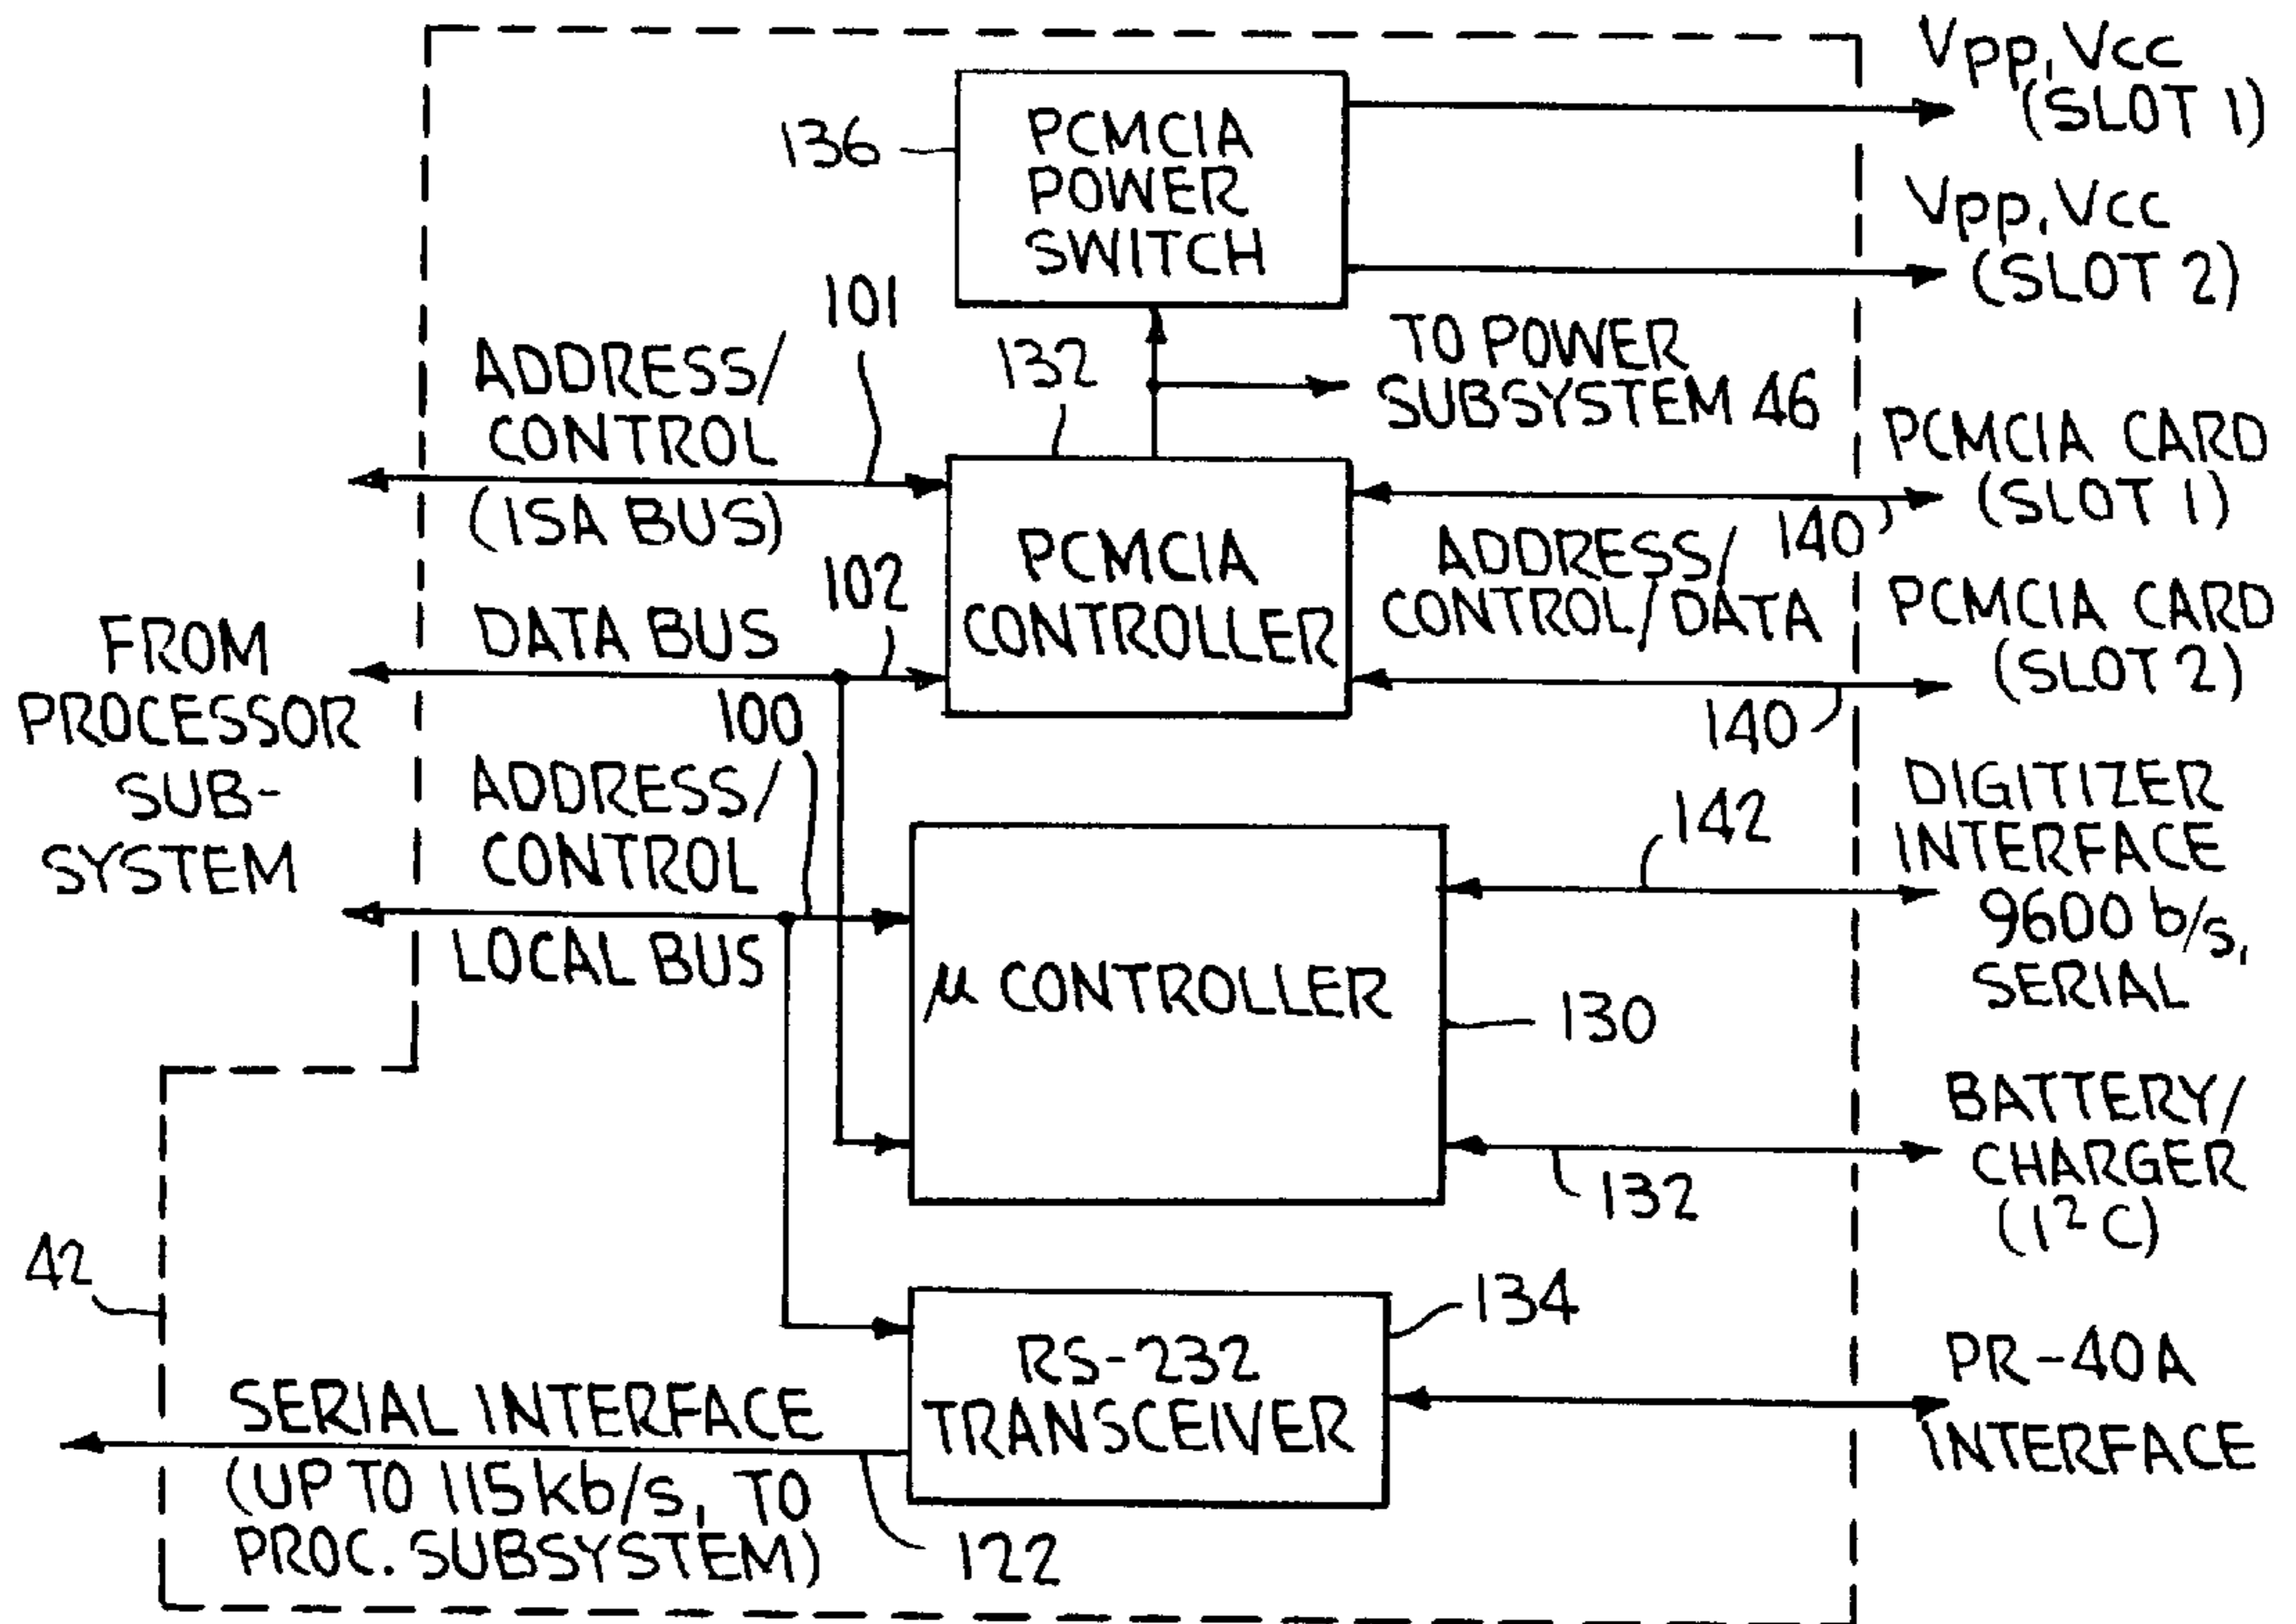 Vpp, Vcc
(SLOT 1)
136
PCMCIA
POWER
SWITCH
Vpp, Vcc
(SLOT 2)
101
ADDRESS/
CONTROL
(ISA BUS)
132
TO POWER
SUBSYSTEM 46
PCMCIA CARD
(SLOT 1)
140
PCMCIA
CONTROLLER
ADDRESS/
CONTROL/DATA
102
DATA BUS
PCMCIA CARD
(SLOT 2)
140
FROM
PROCESSOR
SUB-
SYSTEM
100
ADDRESS/
CONTROL
LOCAL BUS
142
DIGITIZER
INTERFACE
9600 b/s,
SERIAL
μ CONTROLLER
130
BATTERY/
CHARGER
(I²C)
132
42
134
RS-232
TRANSCEIVER
PR-40A
INTERFACE
SERIAL INTERFACE
(UP TO 115kb/s, TO
PROC. SUBSYSTEM)
122